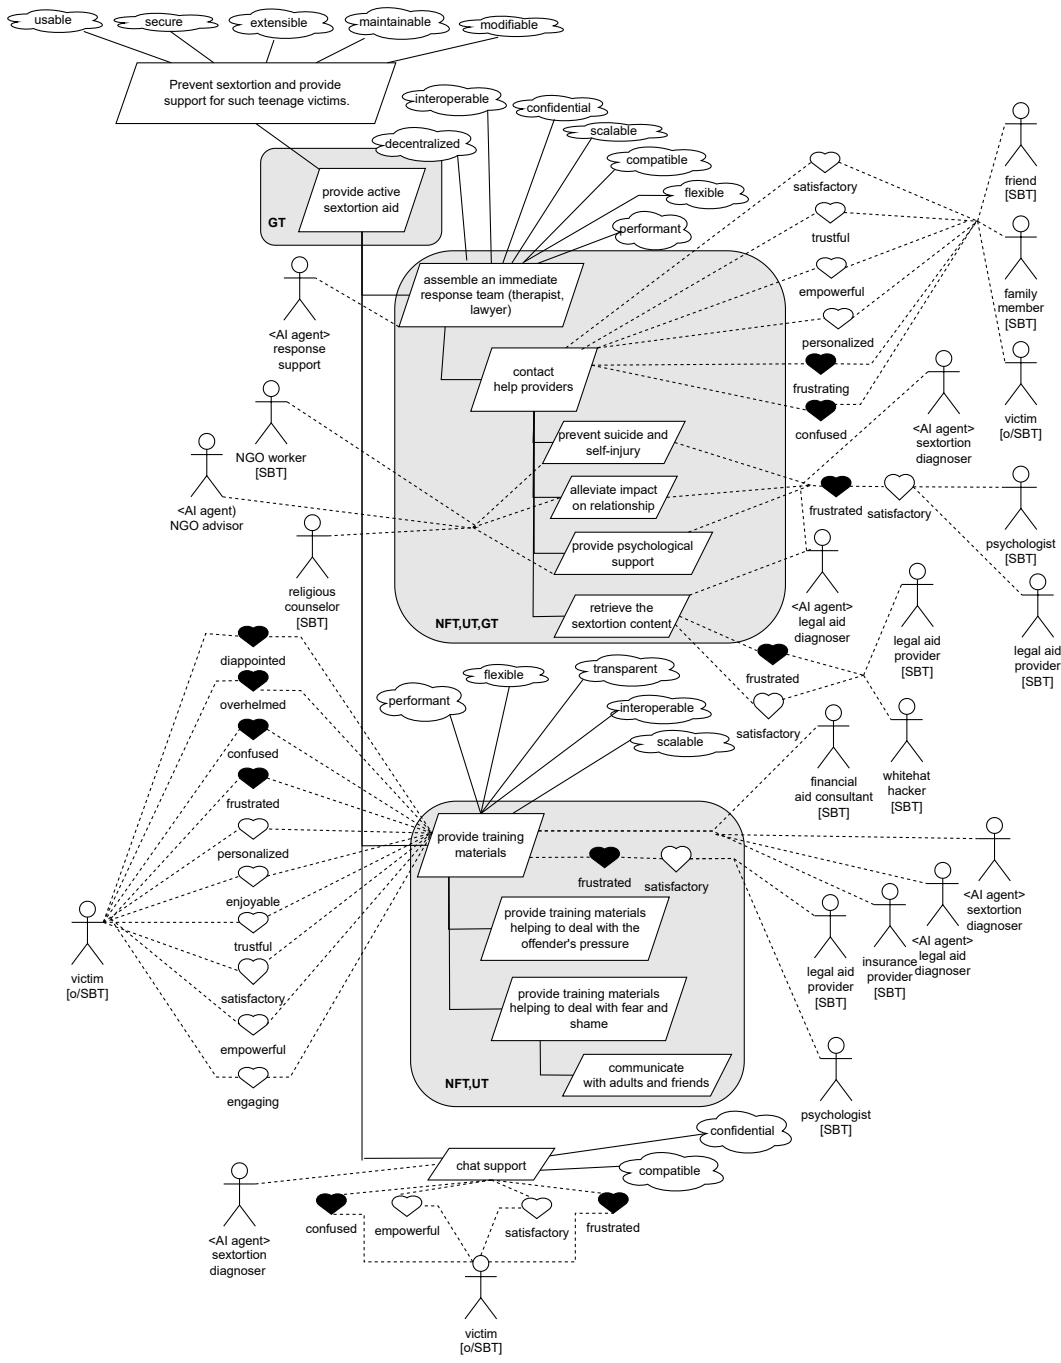 usable
secure
extensible
maintainable
modifiable
Prevent sextortion and provide
support for such teenage victims.
interoperable
confidential
scalable
decentralized
compatible
flexible
performant
provide active
sextortion aid
GT
satisfactory
trustful
empowerful
personalized
frustrating
confused
friend
[SBT]
family
member
[SBT]
victim
[o/SBT]
assemble an immediate
response team (therapist,
lawyer)
<AI agent>
response
support
contact
help providers
NGO worker
[SBT]
<AI agent)
NGO advisor
religious
counselor
[SBT]
prevent suicide and
self-injury
alleviate impact
on relationship
provide psychological
support
retrieve the
sextortion content
NFT,UT,GT
<AI agent>
sextortion
diagnoser
frustrated
satisfactory
psychologist
[SBT]
<AI agent>
legal aid
diagnoser
legal aid
provider
[SBT]
legal aid
provider
[SBT]
frustrated
satisfactory
whitehat
hacker
[SBT]
financial
aid consultant
[SBT]
diappointed
overhelmed
confused
frustrated
personalized
enjoyable
trustful
satisfactory
empowerful
engaging
victim
[o/SBT]
performant
flexible
transparent
interoperable
scalable
provide training
materials
frustrated
satisfactory
provide training materials
helping to deal with the
offender's pressure
provide training materials
helping to deal with fear and
shame
communicate
with adults and friends
NFT,UT
<AI agent>
sextortion
diagnoser
<AI agent>
legal aid
diagnoser
insurance
provider
[SBT]
legal aid
provider
[SBT]
psychologist
[SBT]
confidential
compatible
chat support
<AI agent>
sextortion
diagnoser
confused
empowerful
satisfactory
frustrated
victim
[o/SBT]